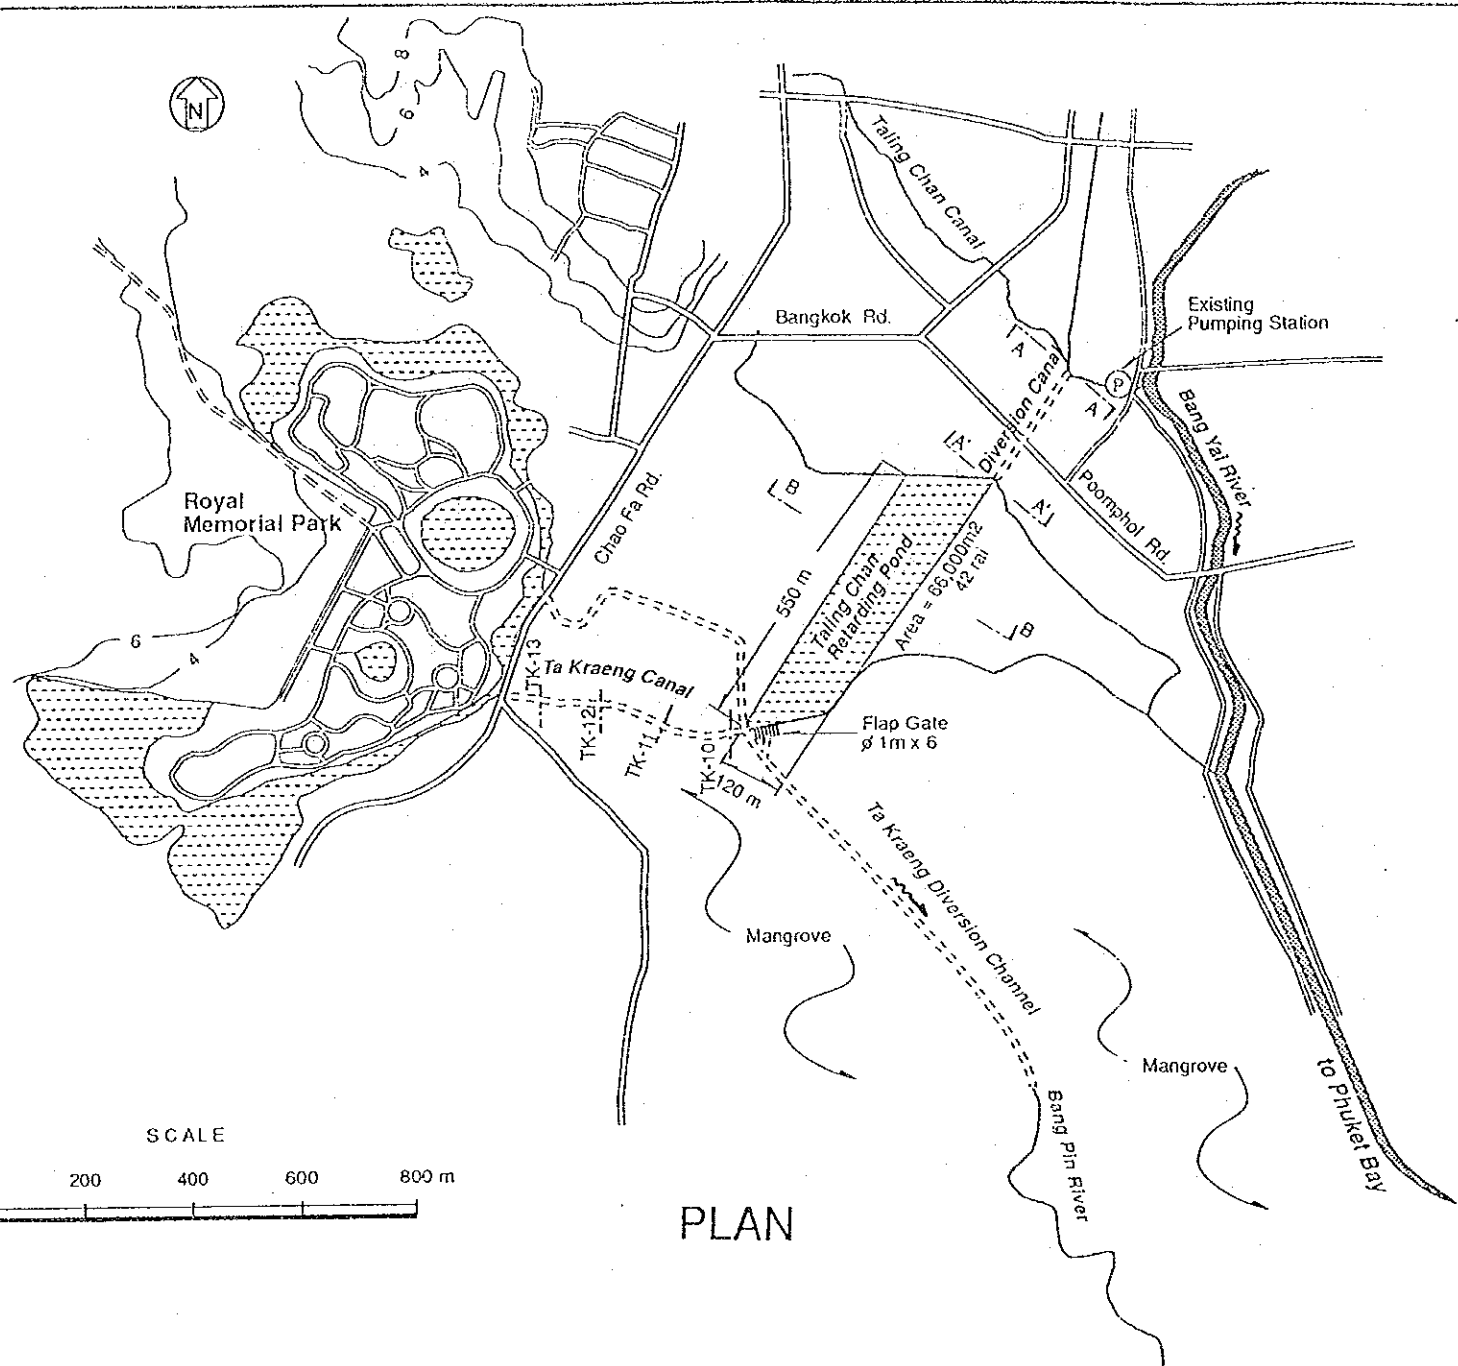 N
8
6
4
Taling Chan Canal
Bangkok Rd.
Existing
Pumping Station
P
A
A
Diversion Canal
A'
A'
Bang Yai River
Poomphol Rd.
Royal
Memorial Park
Chao Fa Rd.
B
550 m
Taling Chan
Retarding Pond
Area = 66,000m2
42 rai
B
6
4
TK-13
Ta Kraeng Canal
TK-12
TK-11
TK-10
120 m
Flap Gate
ø 1m x 6
Ta Kraeng Diversion Channel
Mangrove
Mangrove
Bang Pin River
to Phuket Bay
SCALE
200 400 600 800 m
PLAN